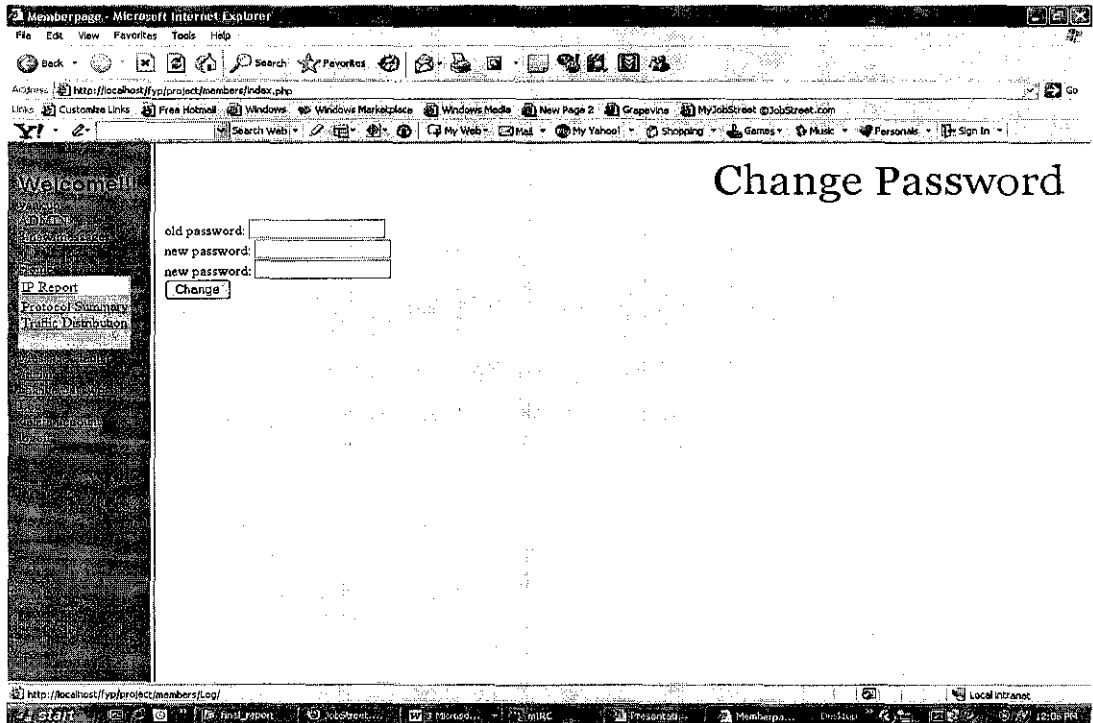 Memberpage - Microsoft Internet Explorer
File Edit View Favorites Tools Help
Back Search Favorites
Address http://localhost/fyp/project/members/index.php Go
Links Customize Links Free Hotmail Windows Windows Marketplace Windows Media New Page 2 Grapevine MyJobStreet @JobStreet.com
Y! Search Web My Web Mail My Yahoo! Shopping Games Music Personals Sign In
Welcome!!!
Change Password
old password:
new password:
new password:
Change
IP Report
Protocol Summary
Traffic Distribution
http://localhost/fyp/project/members/Log/ Local intranet
start final_report JobStreet... 3 Microso... mIRC Presentati... Memberpa... Desktop